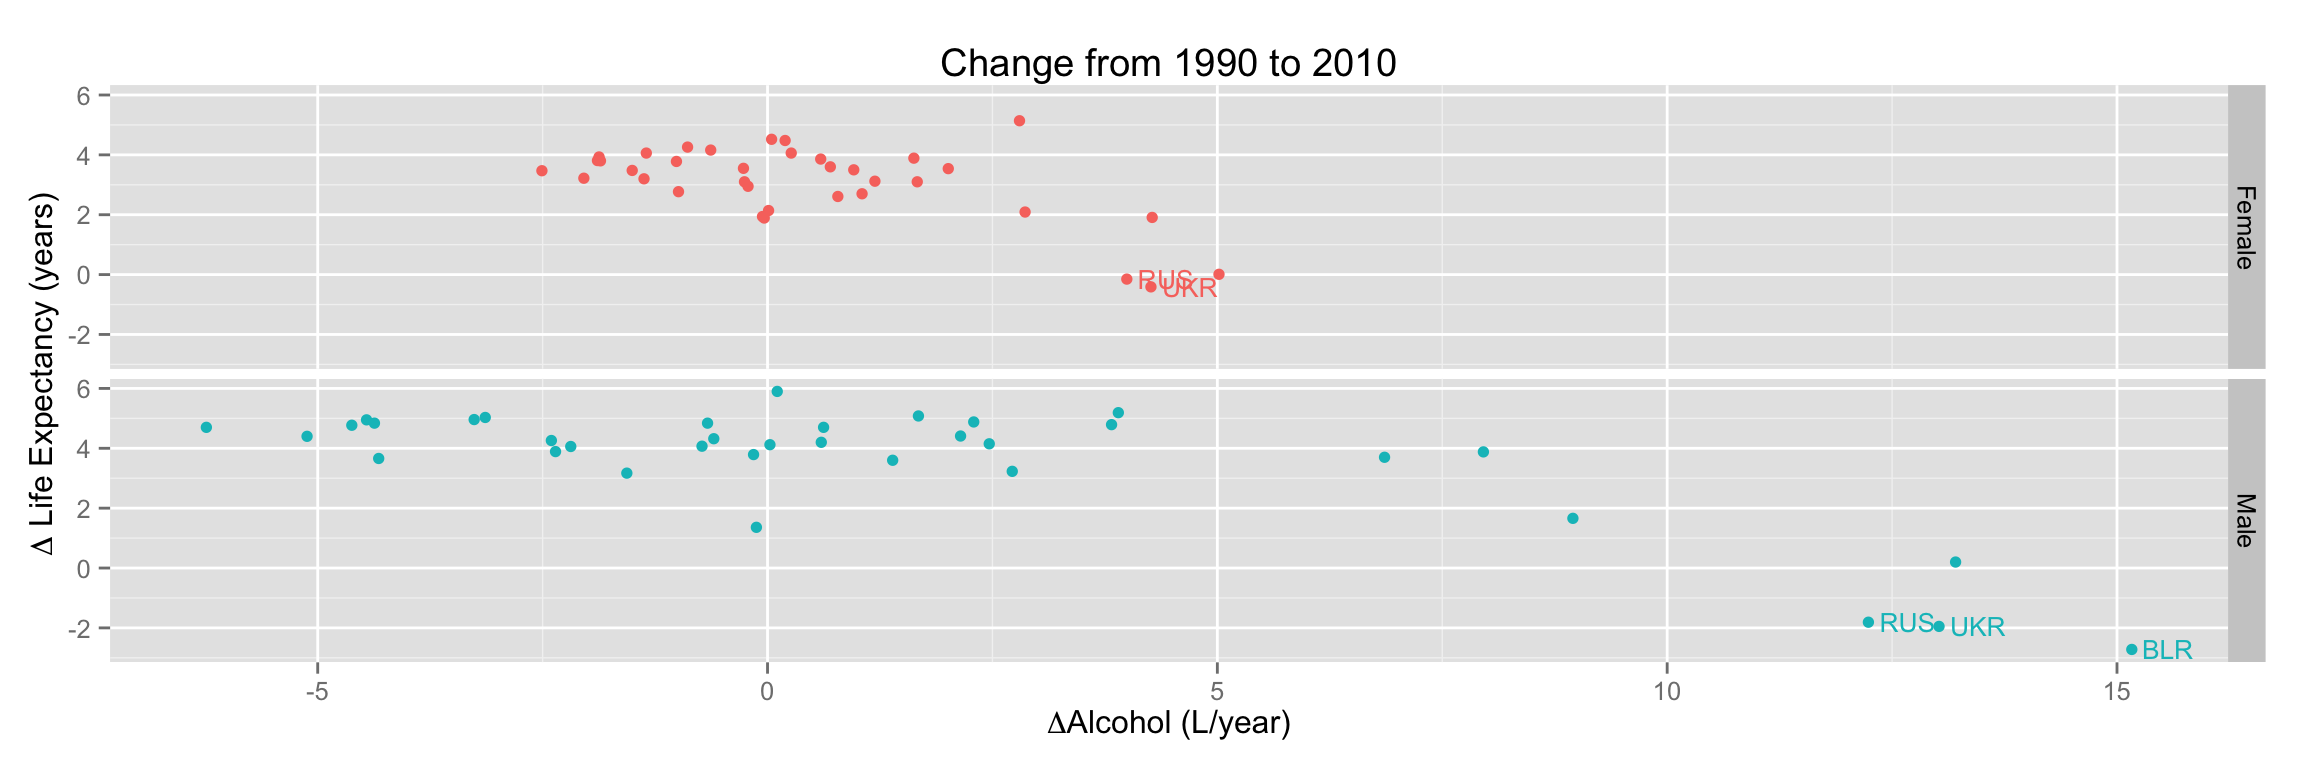 Change from 1990 to 2010
6
4
2
0
-2
RUS
UKR
Female
Δ Life Expectancy (years)
6
4
2
0
-2
RUS
UKR
BLR
Male
-5
0
5
10
15
ΔAlcohol (L/year)